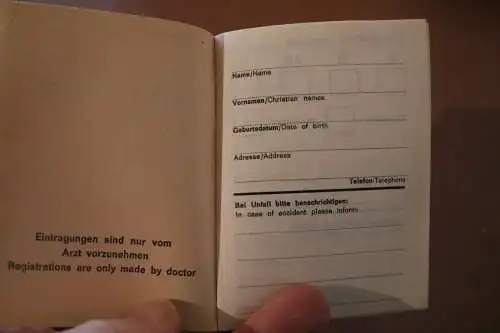 Eintragungen sind nur vom
Arzt vorzunehmen
Registrations are only made by doctor
Name/Name
Vornamen/Christian names
Geburtsdatum/Date of birth
Adresse/Address
Telefon/Telephone
Bei Unfall bitte benachrichtigen:
In case of accident please inform: